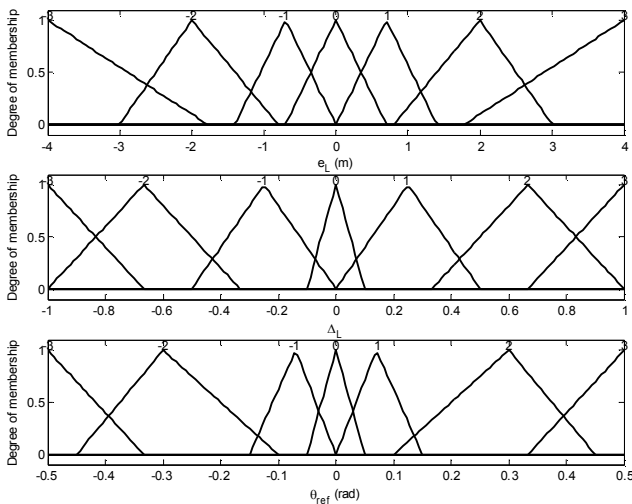 -3 -2 -1 0 1 2 3
Degree of membership
1
0.5
0
-4 -3 -2 -1 0 1 2 3 4
e_L (m)
-3 -2 -1 0 1 2 3
Degree of membership
1
0.5
0
-1 -0.8 -0.6 -0.4 -0.2 0 0.2 0.4 0.6 0.8 1
Δ_L
-3 -2 -1 0 1 2 3
Degree of membership
1
0.5
0
-0.5 -0.4 -0.3 -0.2 -0.1 0 0.1 0.2 0.3 0.4 0.5
θ_ref (rad)